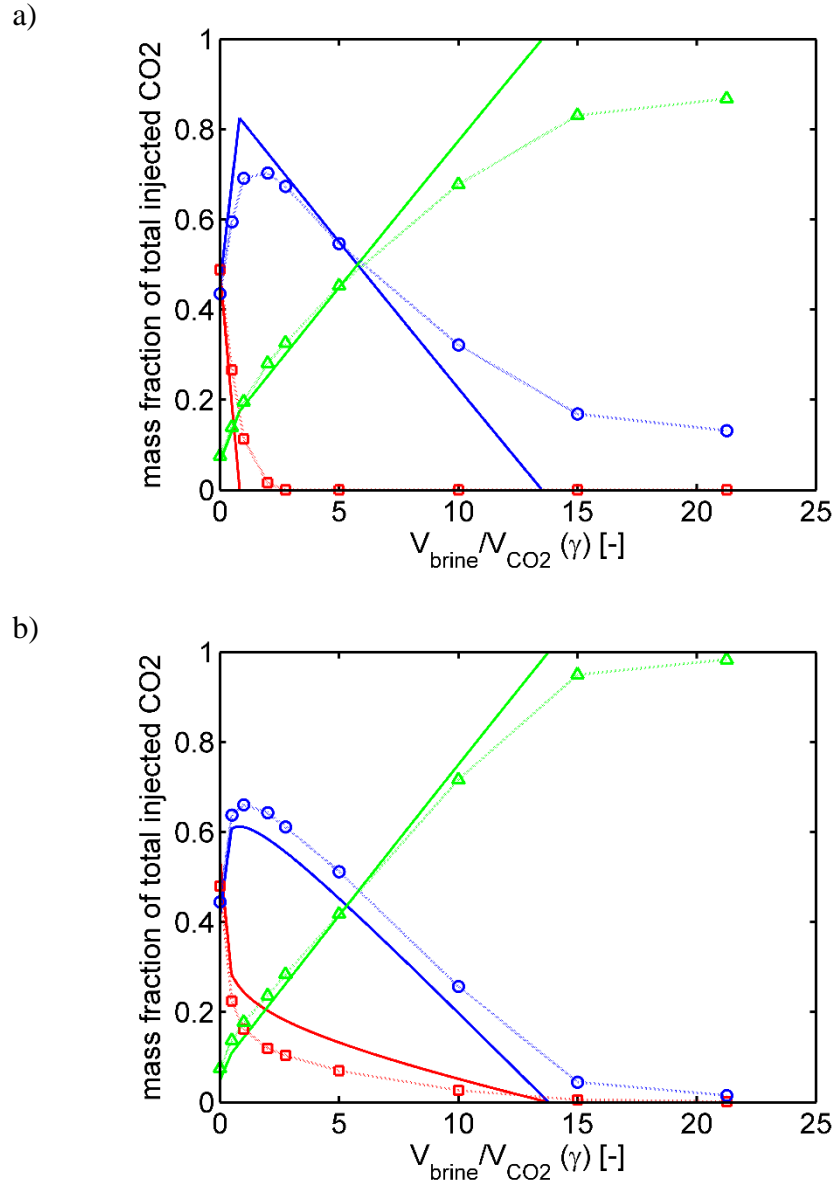 a)
1
0.8
0.6
0.4
0.2
0
mass fraction of total injected CO2
0 5 10 15 20 25
V_brine/V_CO2 (γ) [-]
b)
1
0.8
0.6
0.4
0.2
0
mass fraction of total injected CO2
0 5 10 15 20 25
V_brine/V_CO2 (γ) [-]